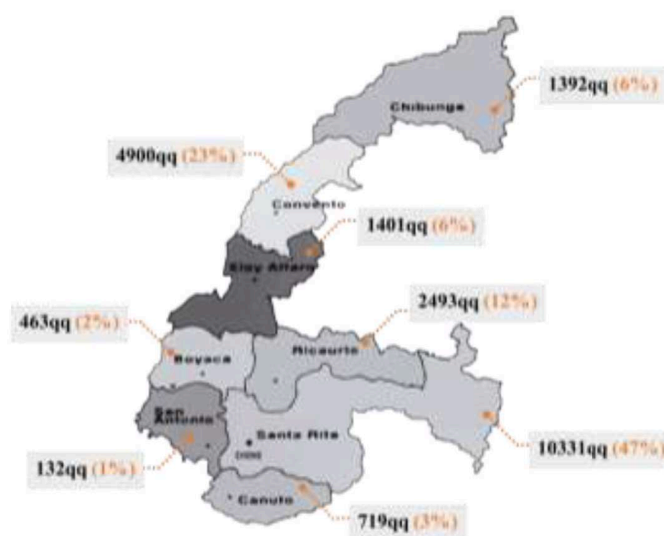 1392qq (6%)
Chibunga
4900qq (23%)
Convento
1401qq (6%)
Eloy Alfaro
2493qq (12%)
463qq (2%)
Ricaurte
Boyaca
San
Antonio
Santa Rita
10331qq (47%)
132qq (1%)
Canuto
719qq (3%)